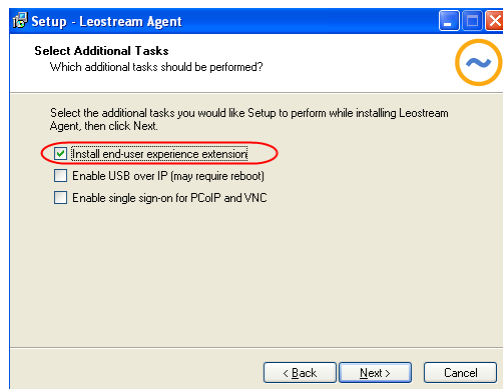 Setup - Leostream Agent
Select Additional Tasks
Which additional tasks should be performed?
Select the additional tasks you would like Setup to perform while installing Leostream
Agent, then click Next.
Install end-user experience extension
Enable USB over IP (may require reboot)
Enable single sign-on for PCoIP and VNC
< Back
Next >
Cancel